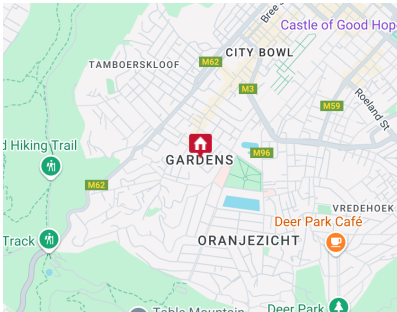 Bree S
Castle of Good Hop
CITY BOWL
TAMBOERSKLOOF
M62
M3
M59
Roeland St
d Hiking Trail
GARDENS
M96
M62
VREDEHOEK
Deer Park Café
Track
ORANJEZICHT
Table Mountain
Deer Park